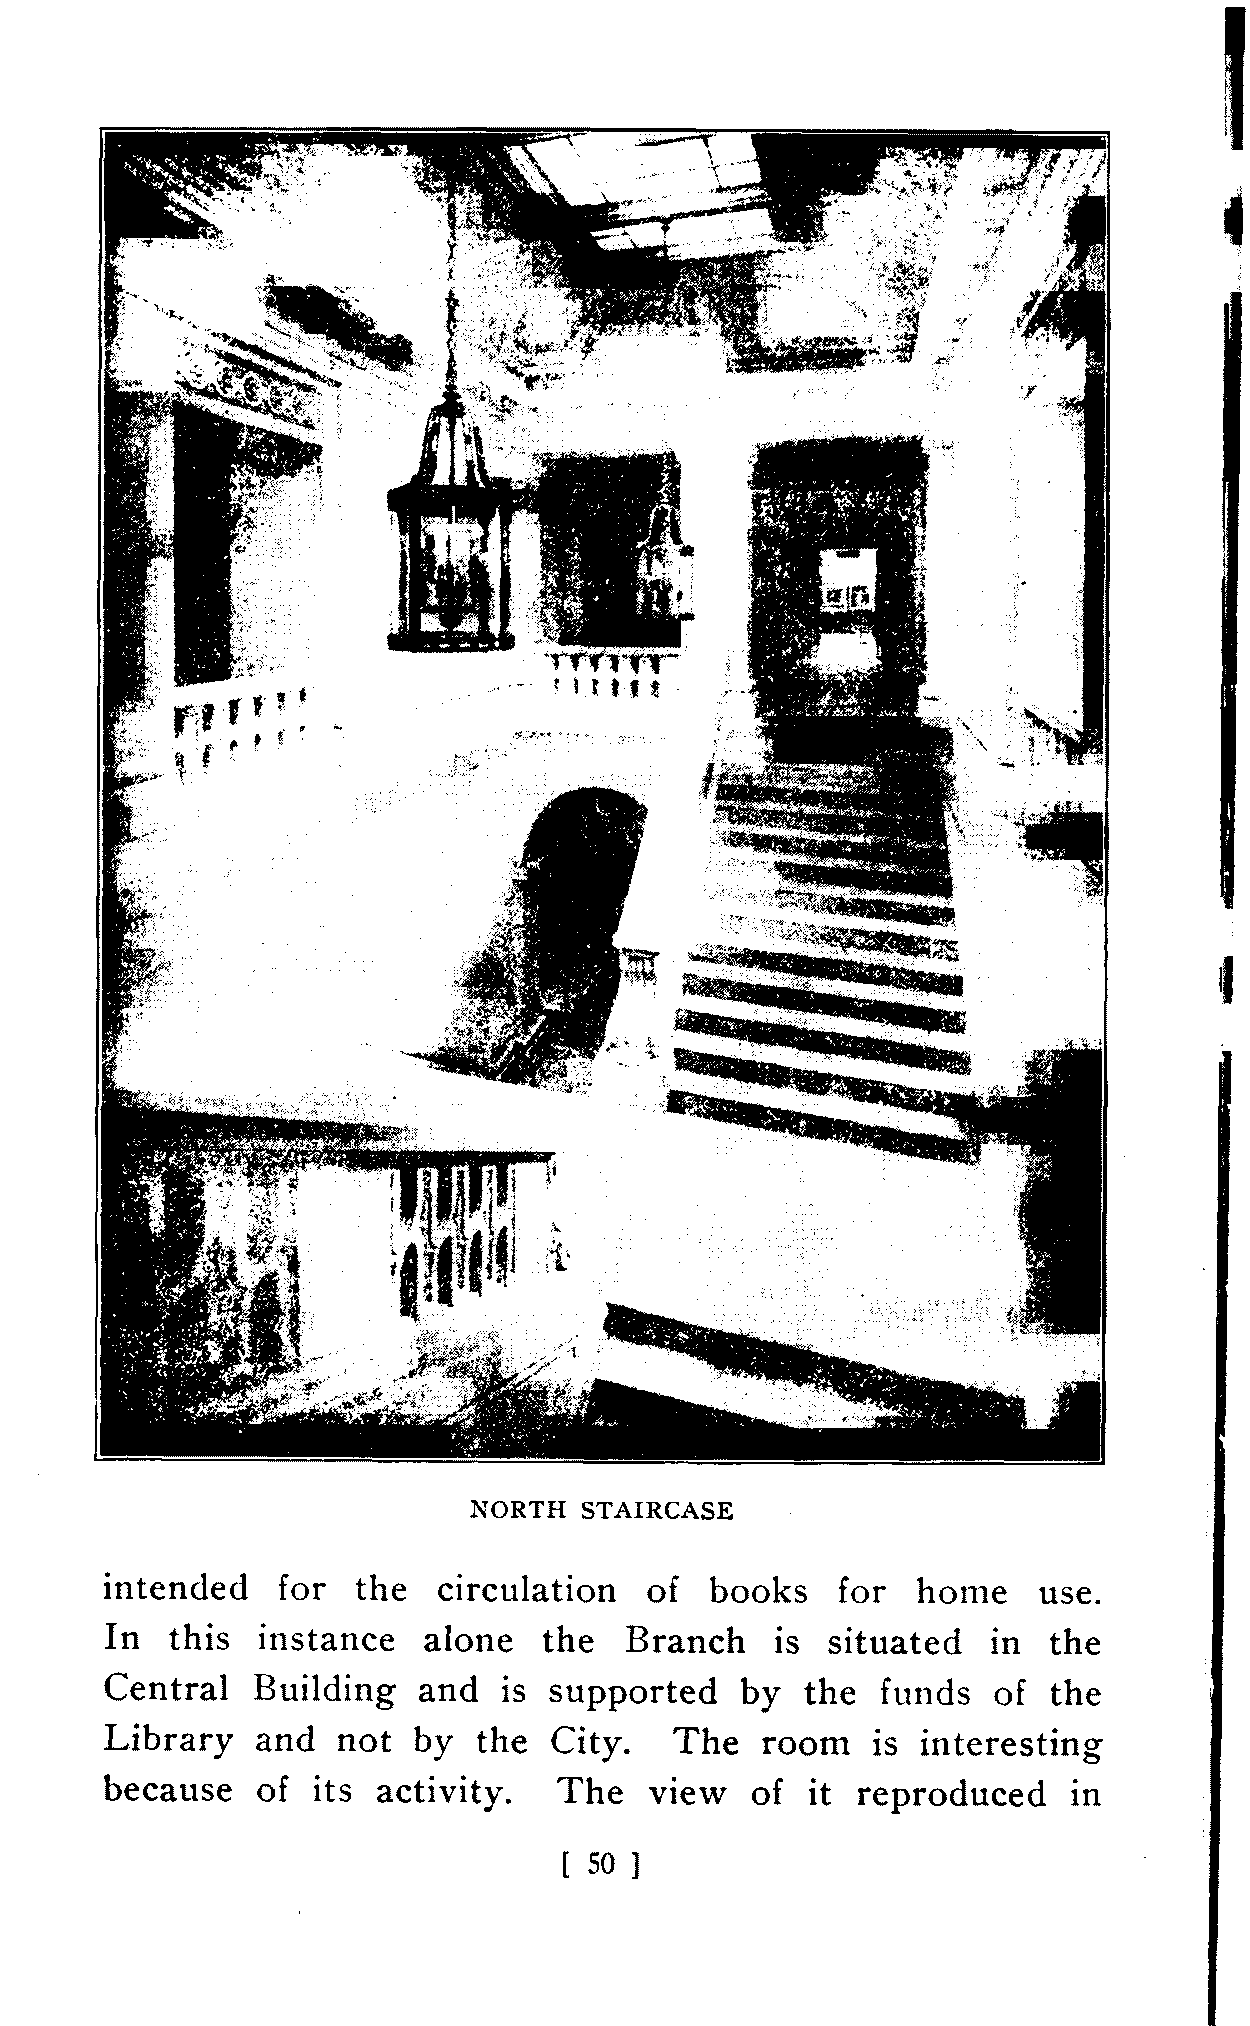 NORTH STAIRCASE
intended for the circulation of books for home use.
In this instance alone the Branch is situated in the
Central Building and is supported by the funds of the
Library and not by the City. The room is interesting
because of its activity. The view of it reproduced in
[ 50 ]